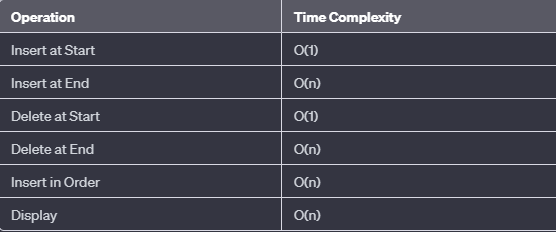 Operation Time Complexity
Insert at Start O(1)
Insert at End O(n)
Delete at Start O(1)
Delete at End O(n)
Insert in Order O(n)
Display O(n)